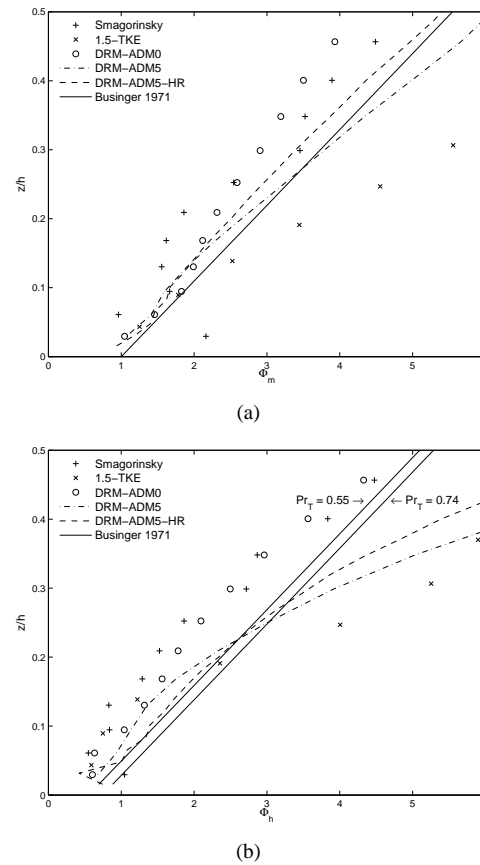 0.5
0.4
0.3
0.2
0.1
0
z/h
Smagorinsky
1.5−TKE
DRM−ADM0
DRM−ADM5
DRM−ADM5−HR
Businger 1971
0 1 2 3 4 5
Φm
(a)
0.5
0.4
0.3
0.2
0.1
0
z/h
Smagorinsky
1.5−TKE
DRM−ADM0
DRM−ADM5
DRM−ADM5−HR
Businger 1971
PrT = 0.55 → ← PrT = 0.74
0 1 2 3 4 5
Φh
(b)